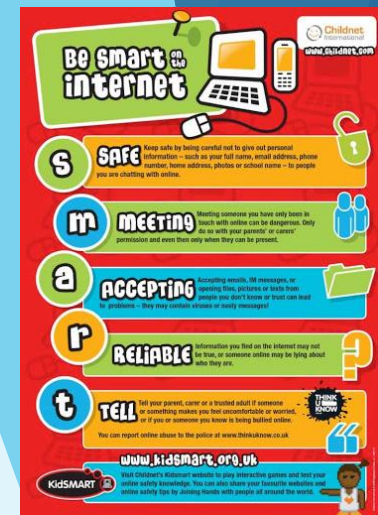 Be smart on the
internet
Childnet
International
www.childnet.com
s
SAFE
Keep safe by being careful not to give out personal
information – such as your full name, email address, phone
number, home address, photos or school name – to people
you are chatting with online.
m
MEETING
Meeting someone you have only been in
touch with online can be dangerous. Only
do so with your parents' or carers'
permission and even then only when they can be present.
a
ACCEPTING
Accepting emails, IM messages, or
opening files, pictures or texts from
people you don't know or trust can lead
to problems – they may contain viruses or nasty messages!
r
RELIABLE
Information you find on the internet may not
be true, or someone online may be lying about
who they are.
t
TELL
Tell your parent, carer or a trusted adult if someone
or something makes you feel uncomfortable or worried,
or if you or someone you know is being bullied online.
THINK
U
KNOW
You can report online abuse to the police at www.thinkuknow.co.uk
www.kidsmart.org.uk
KidSMART
Visit Childnet's Kidsmart website to play interactive games and test your
online safety knowledge. You can also share your favourite websites and
online safety tips by Joining Hands with people all around the world.